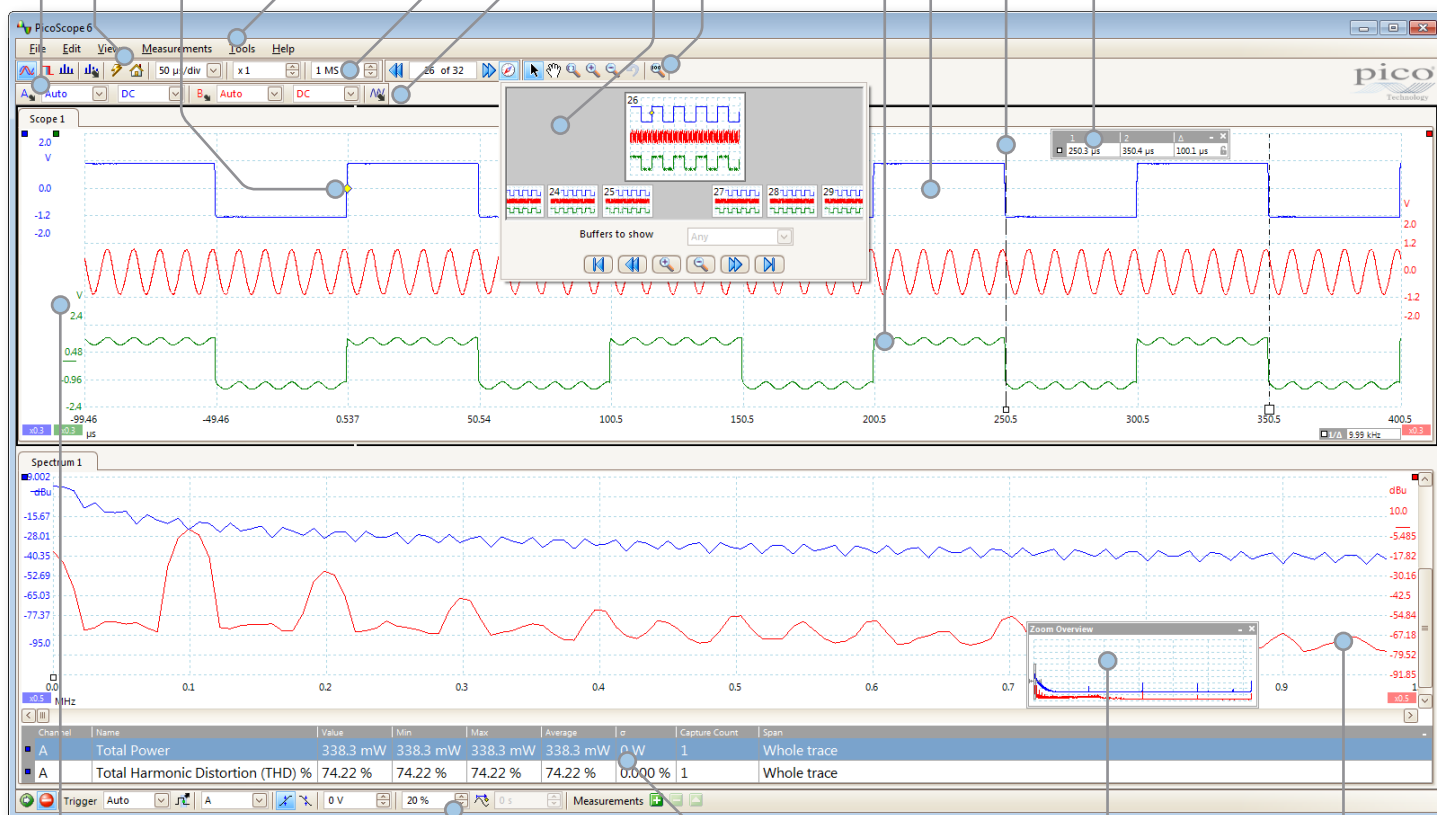 PicoScope 6
File Edit Views Measurements Tools Help
50 µs/div x 1 1 MS 26 of 32
A Auto DC B Auto DC
pico
Technology
Scope 1
26
24 25 27 28 29
Buffers to show Any
1 2 Δ
250.3 µs 350.4 µs 100.1 µs
2.0
V
0.0
-1.2
-2.0
V
2.0
1.2
0.0
-1.2
-2.0
V
2.4
0.48
-0.96
-2.4
-99.46 -49.46 0.537 50.54 100.5 150.5 200.5 250.5 300.5 350.5 400.5
x0.3 x0.3 µs
1/Δ 9.99 kHz x0.3
Spectrum 1
9.002
dBu
-15.67
-28.01
-40.35
-52.69
-65.03
-77.37
-95.0
dBu
10.0
-5.485
-17.82
-30.16
-42.5
-54.84
-67.18
-79.52
-91.85
Zoom Overview
0.0 0.1 0.2 0.3 0.4 0.5 0.6 0.7 0.9 1
x0.5 MHz x0.5
Channel Name Value Min Max Average σ Capture Count Span
A Total Power 338.3 mW 338.3 mW 338.3 mW 338.3 mW 0 W 1 Whole trace
A Total Harmonic Distortion (THD) % 74.22 % 74.22 % 74.22 % 74.22 % 0.000 % 1 Whole trace
Trigger Auto A 0 V 20 % 0 s Measurements